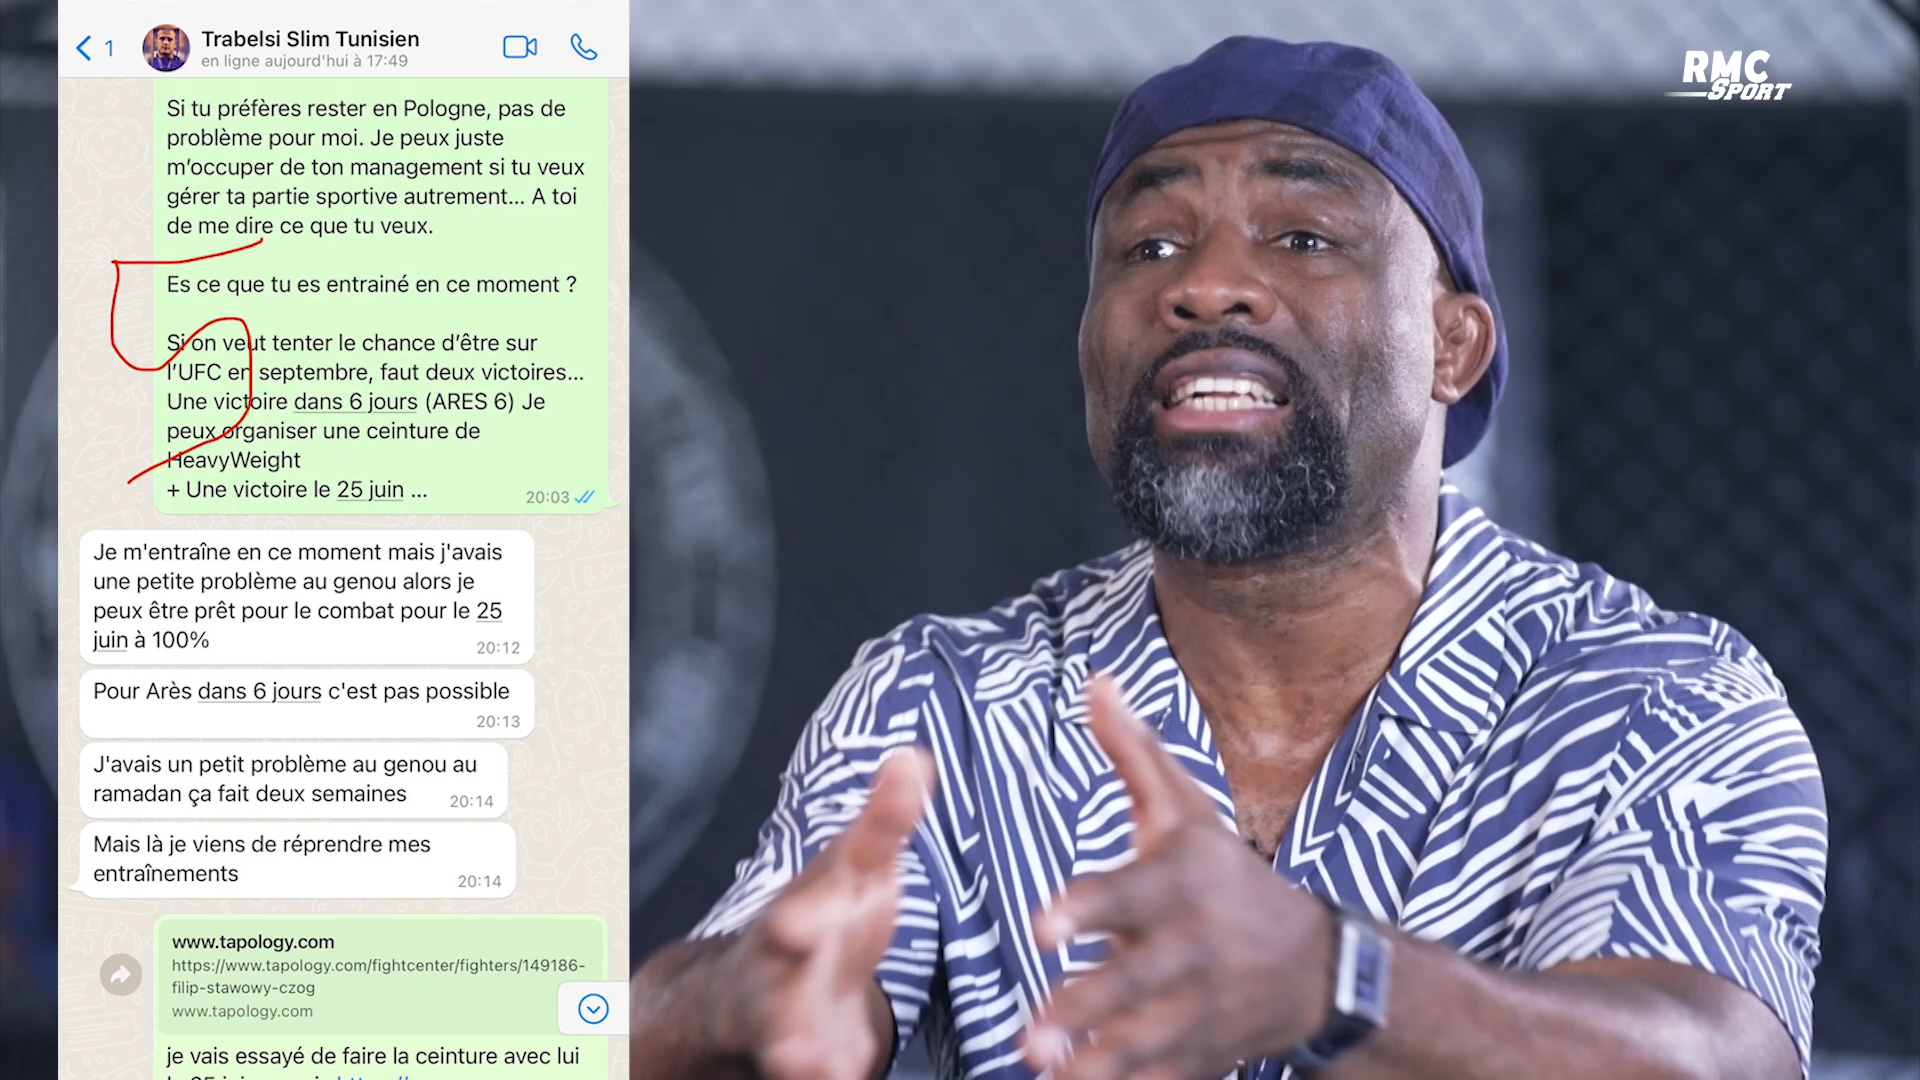 1
Trabelsi Slim Tunisien
en ligne aujourd'hui à 17:49
Si tu préfères rester en Pologne, pas de
problème pour moi. Je peux juste
m’occuper de ton management si tu veux
gérer ta partie sportive autrement... A toi
de me dire ce que tu veux.
Es ce que tu es entrainé en ce moment ?
Si on veut tenter le chance d’être sur
l’UFC en septembre, faut deux victoires...
Une victoire dans 6 jours (ARES 6) Je
peux organiser une ceinture de
HeavyWeight
+ Une victoire le 25 juin ...
20:03
Je m'entraîne en ce moment mais j'avais
une petite problème au genou alors je
peux être prêt pour le combat pour le 25
juin à 100%
20:12
Pour Arès dans 6 jours c'est pas possible
20:13
J'avais un petit problème au genou au
ramadan ça fait deux semaines
20:14
Mais là je viens de réprendre mes
entraînements
20:14
www.tapology.com
https://www.tapology.com/fightcenter/fighters/149186-
filip-stawowy-czog
www.tapology.com
je vais essayé de faire la ceinture avec lui
RMC
SPORT